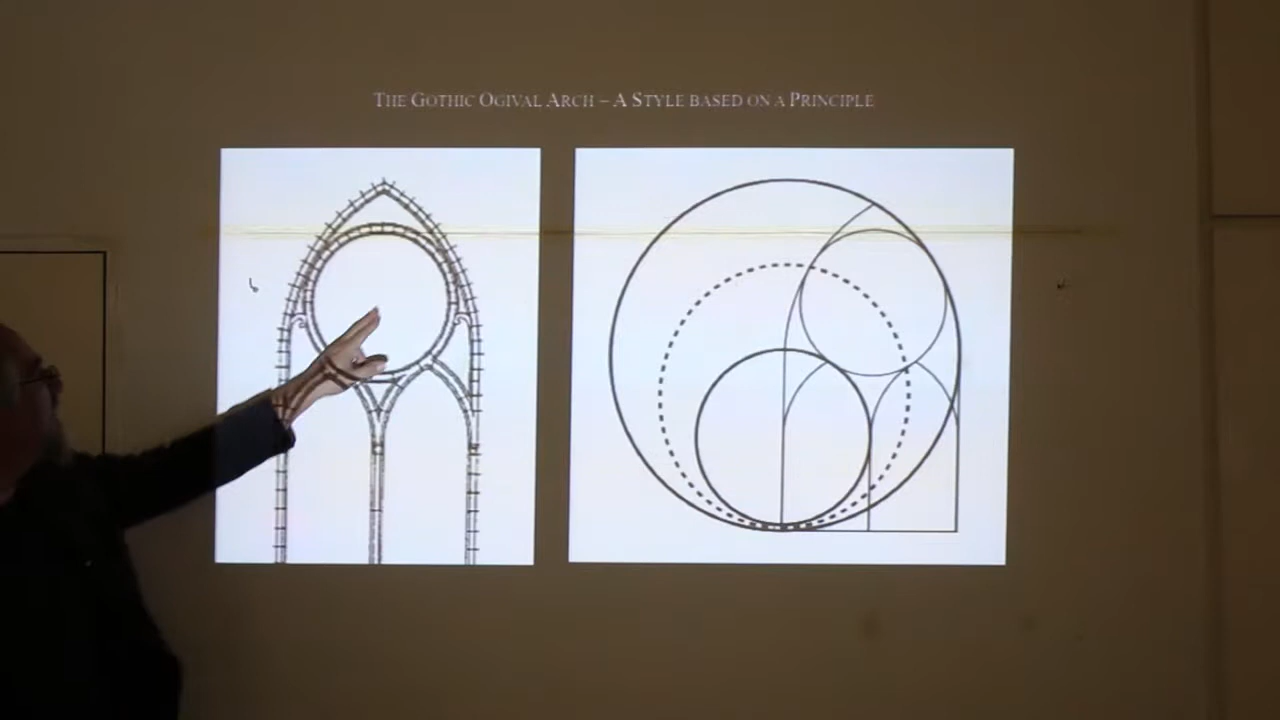 THE GOTHIC OGIVAL ARCH – A STYLE BASED ON A PRINCIPLE